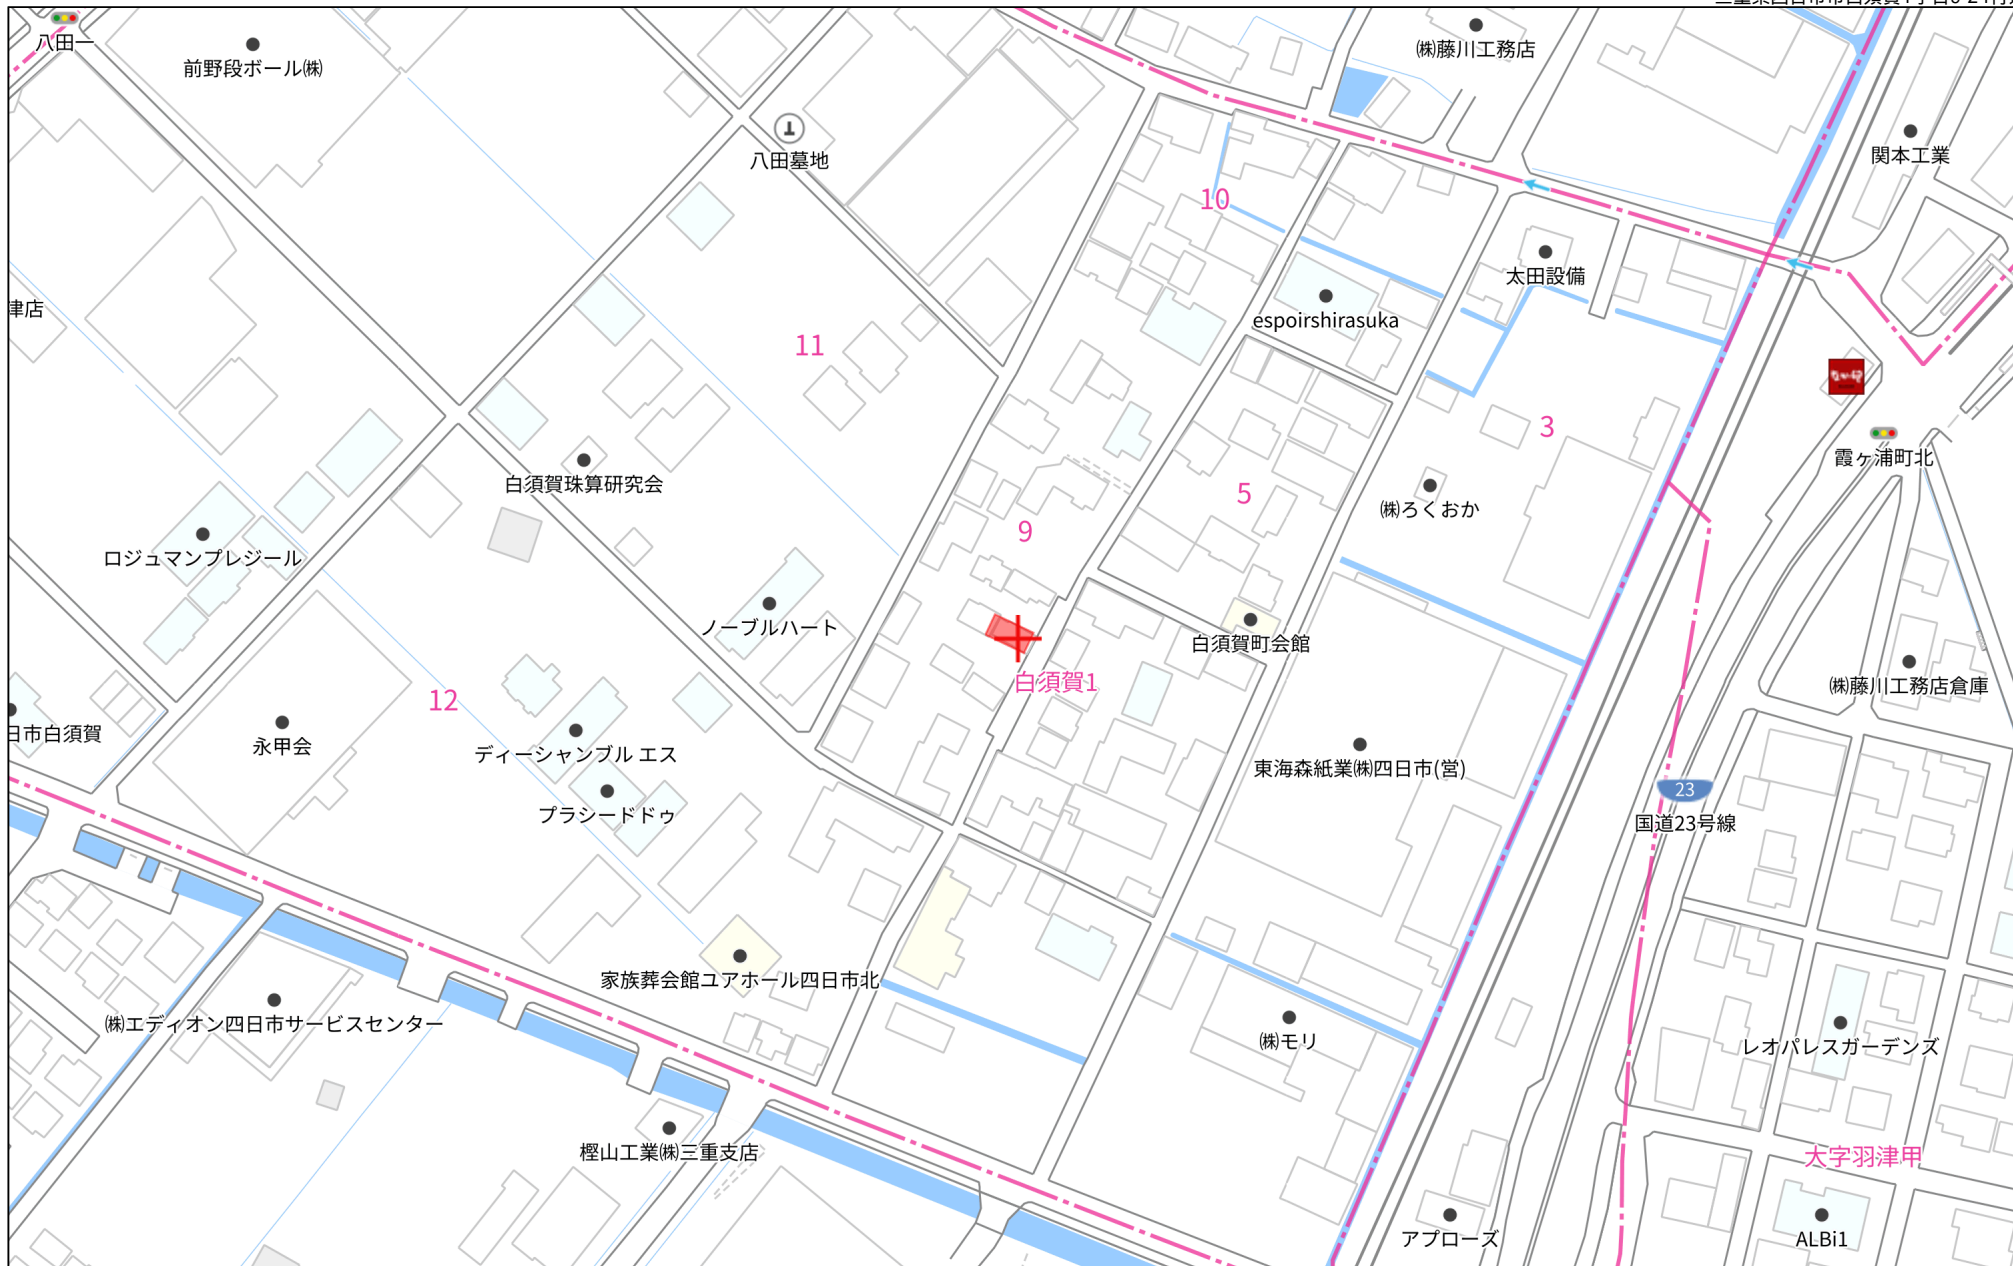 八田一
前野段ボール㈱
㈱藤川工務店
関本工業
八田墓地
10
太田設備
津店
espoirshirasuka
11
3
霞ヶ浦町北
白須賀珠算研究会
5
㈱ろくおか
9
ロジュマンプレジール
ノーブルハート
白須賀町会館
白須賀1
㈱藤川工務店倉庫
12
日市白須賀
永甲会
ディーシャンブル エス
東海森紙業㈱四日市(営)
23
国道23号線
プラシードドゥ
家族葬会館ユアホール四日市北
㈱エディオン四日市サービスセンター
㈱モリ
レオパレスガーデンズ
樫山工業㈱三重支店
大字羽津甲
アプローズ
ALBi1